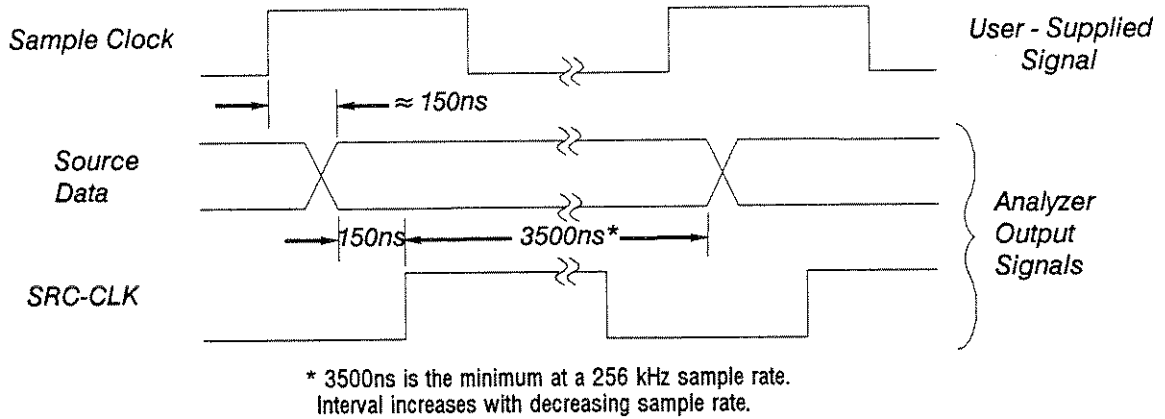 Sample Clock
User - Supplied
Signal
≈ 150ns
Source
Data
150ns
3500ns*
Analyzer
Output
Signals
SRC-CLK
* 3500ns is the minimum at a 256 kHz sample rate.
Interval increases with decreasing sample rate.